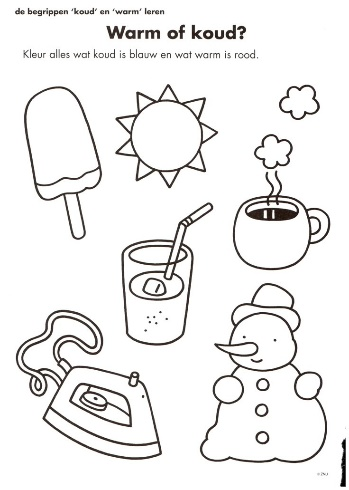 de begrippen ‘koud’ en ‘warm’ leren
Warm of koud?
Kleur alles wat koud is blauw en wat warm is rood.